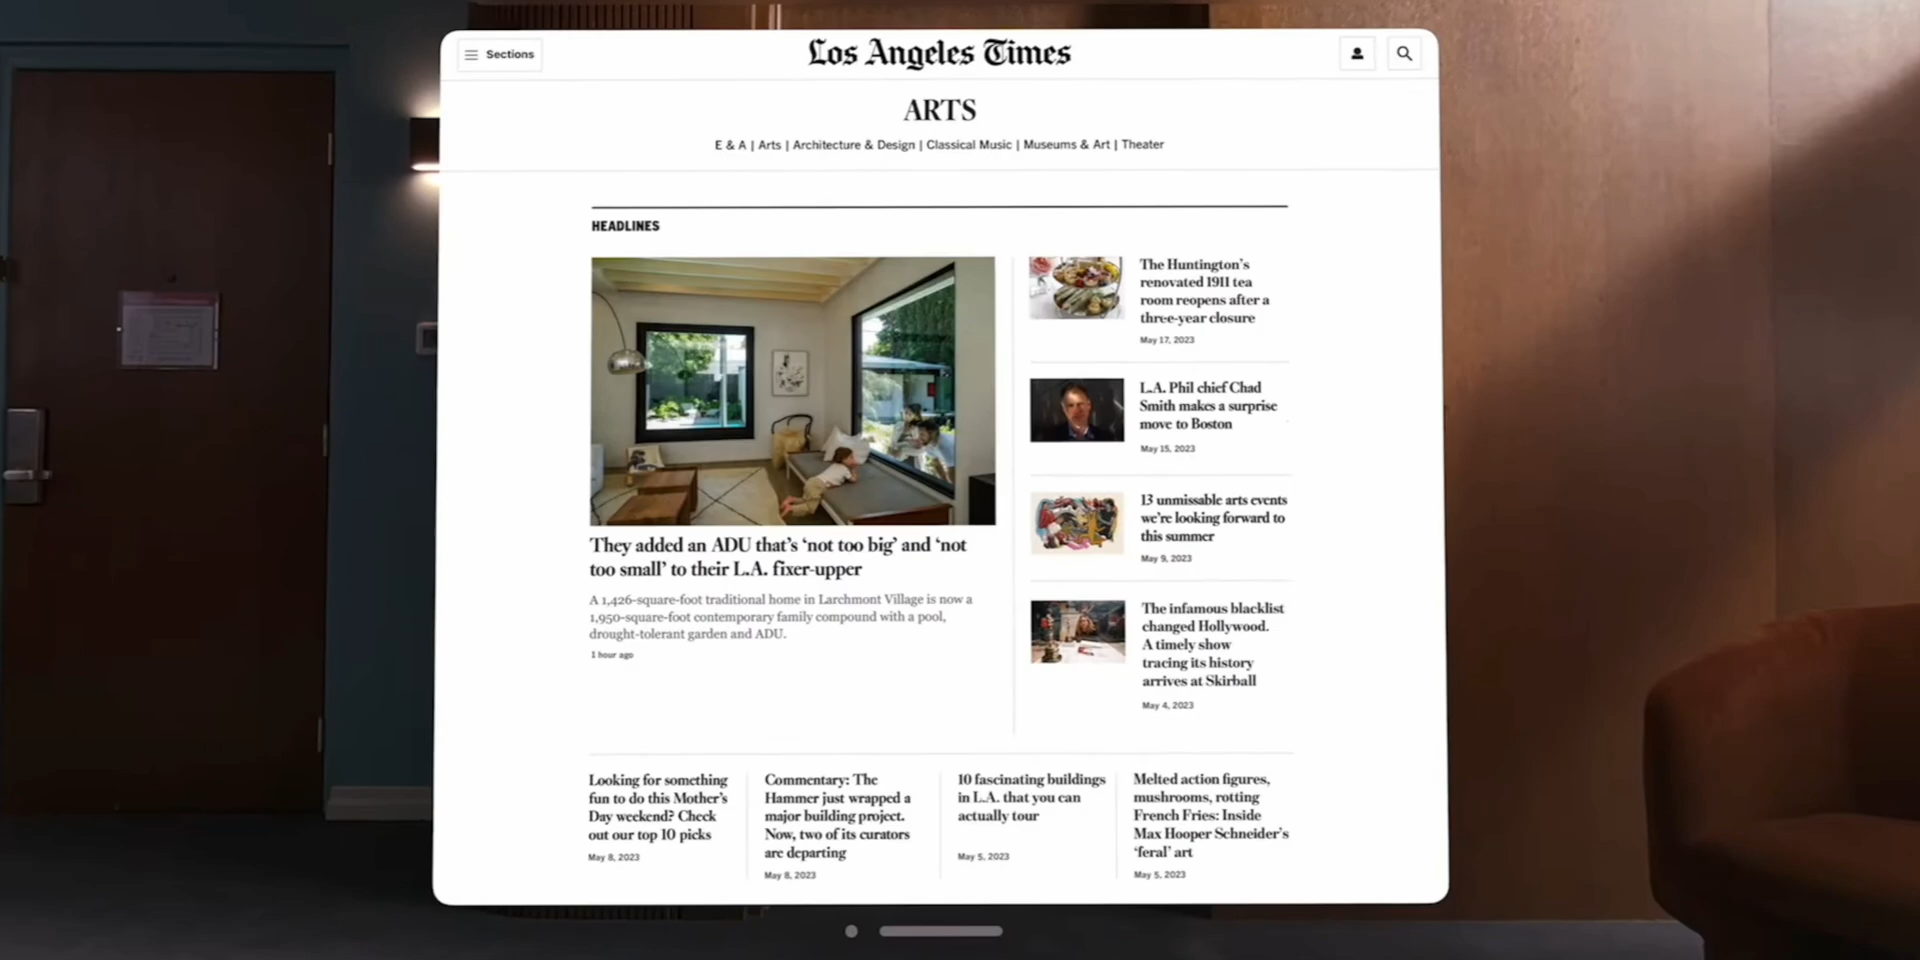 Sections
Los Angeles Times
ARTS
E & A | Arts | Architecture & Design | Classical Music | Museums & Art | Theater
HEADLINES
They added an ADU that's ‘not too big’ and ‘not
too small’ to their L.A. fixer-upper
A 1,426-square-foot traditional home in Larchmont Village is now a
1,950-square-foot contemporary family compound with a pool,
drought-tolerant garden and ADU.
1 hour ago
The Huntington’s
renovated 1911 tea
room reopens after a
three-year closure
May 17, 2023
L.A. Phil chief Chad
Smith makes a surprise
move to Boston
May 15, 2023
13 unmissable arts events
we’re looking forward to
this summer
May 9, 2023
The infamous blacklist
changed Hollywood.
A timely show
tracing its history
arrives at Skirball
May 4, 2023
Looking for something
fun to do this Mother’s
Day weekend? Check
out our top 10 picks
May 8, 2023
Commentary: The
Hammer just wrapped a
major building project.
Now, two of its curators
are departing
May 8, 2023
10 fascinating buildings
in L.A. that you can
actually tour
May 5, 2023
Melted action figures,
mushrooms, rotting
French Fries: Inside
Max Hooper Schneider’s
‘feral’ art
May 5, 2023